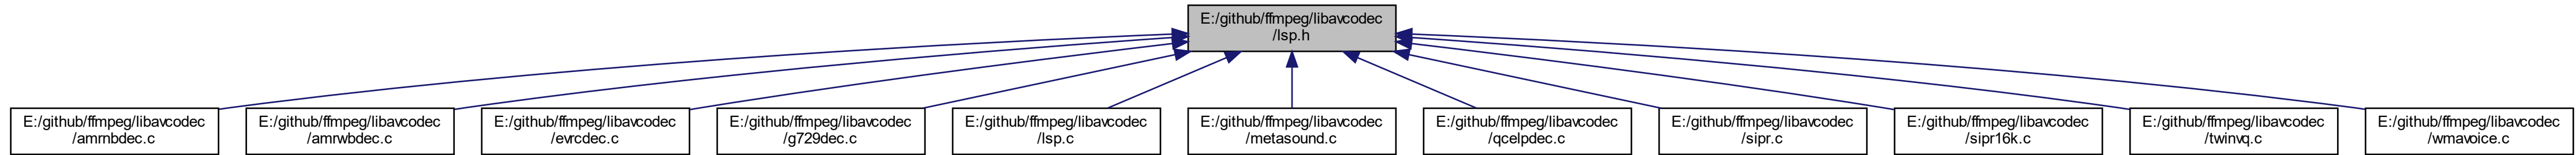 E:/github/ffmpeg/libavcodec
/lsp.h
E:/github/ffmpeg/libavcodec
/amrnbdec.c
E:/github/ffmpeg/libavcodec
/amrwbdec.c
E:/github/ffmpeg/libavcodec
/evrcdec.c
E:/github/ffmpeg/libavcodec
/g729dec.c
E:/github/ffmpeg/libavcodec
/lsp.c
E:/github/ffmpeg/libavcodec
/metasound.c
E:/github/ffmpeg/libavcodec
/qcelpdec.c
E:/github/ffmpeg/libavcodec
/sipr.c
E:/github/ffmpeg/libavcodec
/sipr16k.c
E:/github/ffmpeg/libavcodec
/twinvq.c
E:/github/ffmpeg/libavcodec
/wmavoice.c